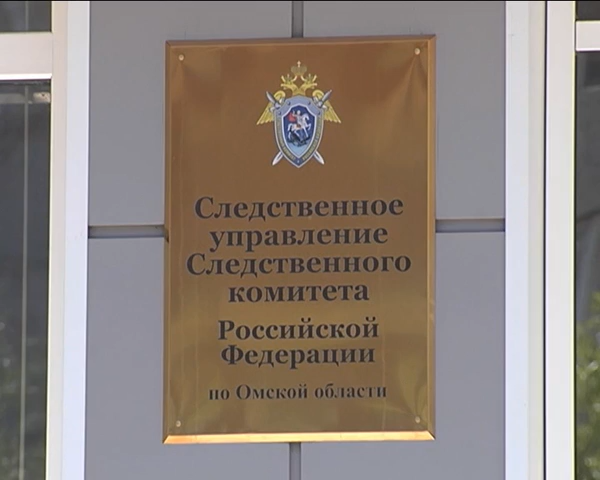 Следственное
управление
Следственного
комитета
Российской
Федерации
по Омской области